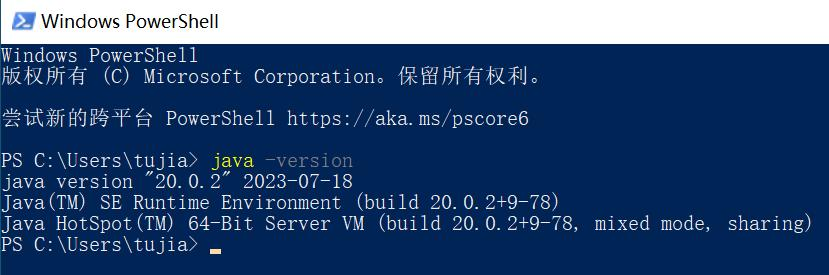 Windows PowerShell
Windows PowerShell
版权所有 (C) Microsoft Corporation。保留所有权利。
尝试新的跨平台 PowerShell https://aka.ms/pscore6
PS C:\Users\tujia> java -version
java version "20.0.2" 2023-07-18
Java(TM) SE Runtime Environment (build 20.0.2+9-78)
Java HotSpot(TM) 64-Bit Server VM (build 20.0.2+9-78, mixed mode, sharing)
PS C:\Users\tujia>